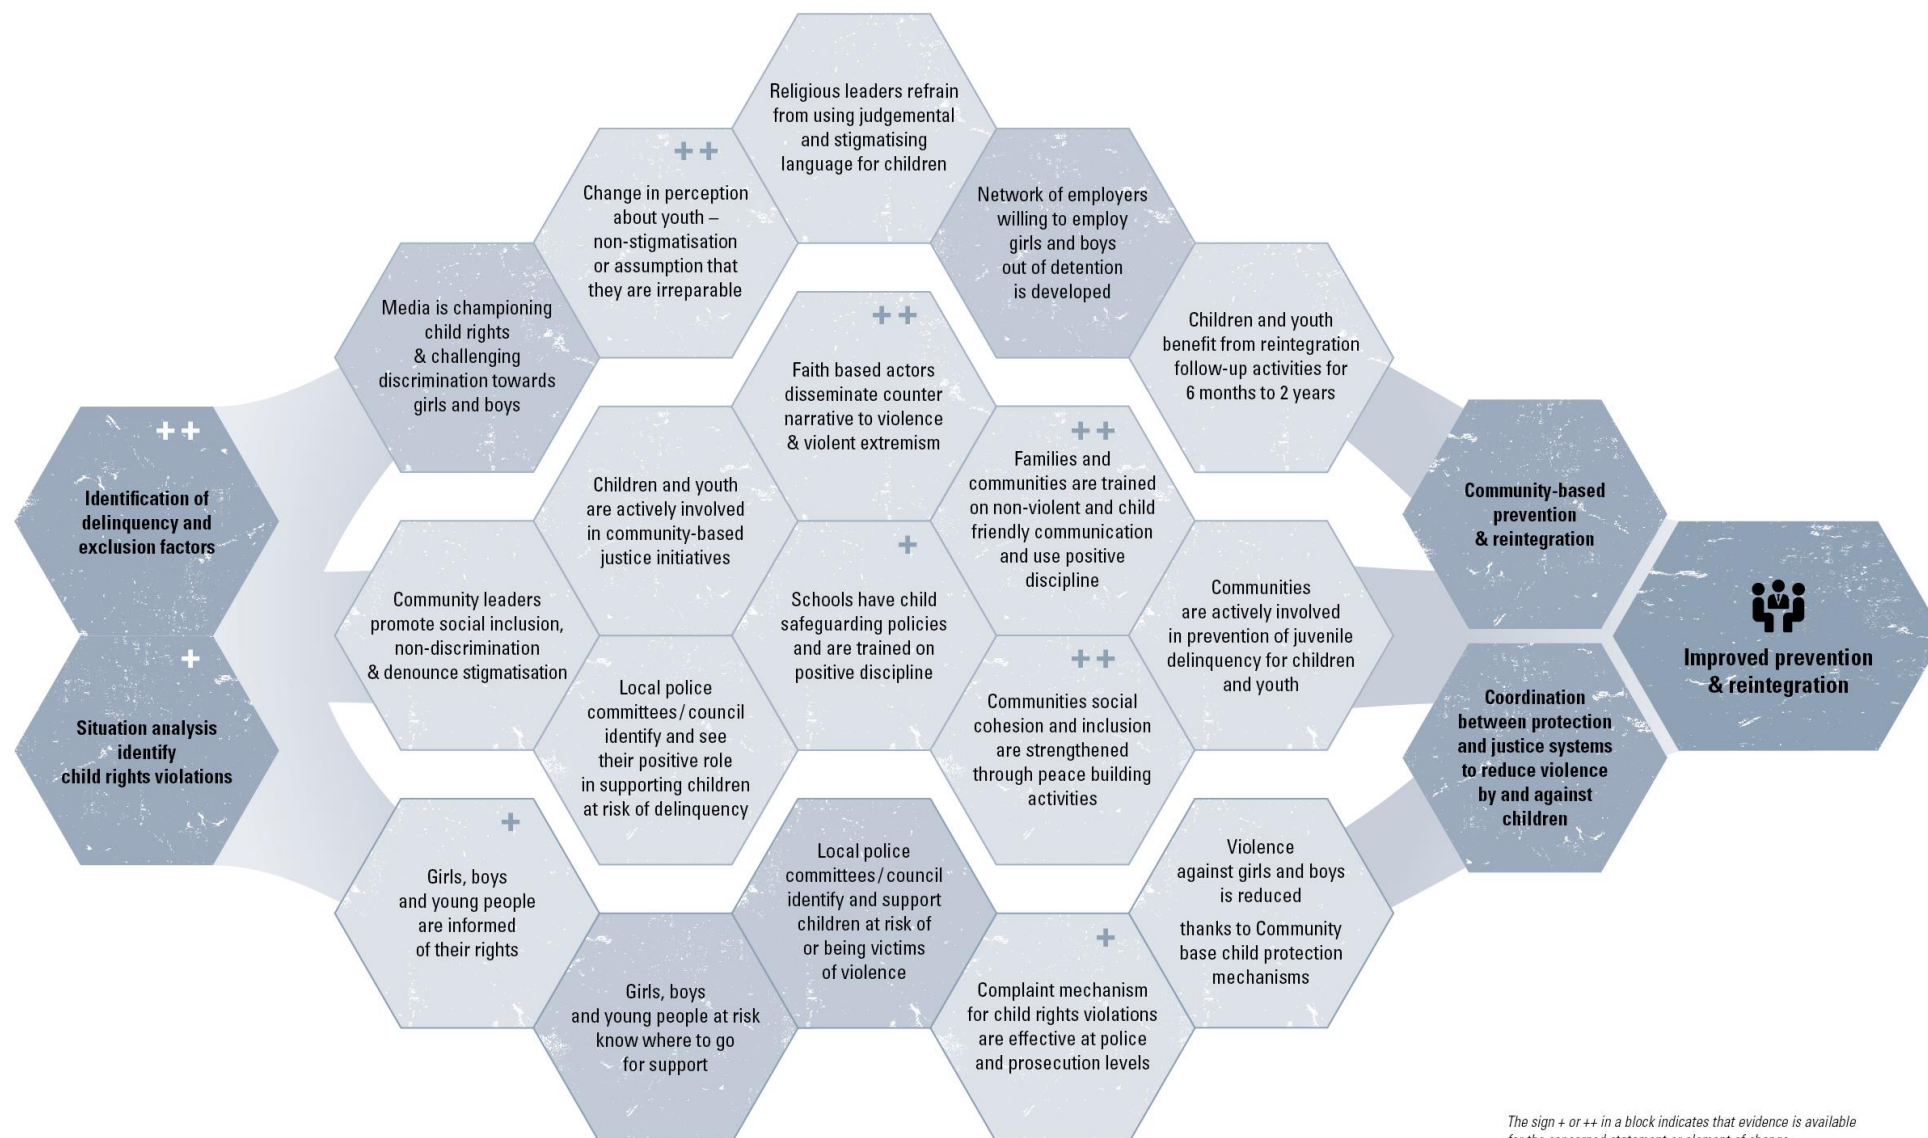 Religious leaders refrain
from using judgemental
and stigmatising
language for children
++
Change in perception
about youth –
non-stigmatisation
or assumption that
they are irreparable
Network of employers
willing to employ
girls and boys
out of detention
is developed
Media is championing
child rights
& challenging
discrimination towards
girls and boys
++
Faith based actors
disseminate counter
narrative to violence
& violent extremism
Children and youth
benefit from reintegration
follow-up activities for
6 months to 2 years
++
Identification of
delinquency and
exclusion factors
Children and youth
are actively involved
in community-based
justice initiatives
++
Families and
communities are trained
on non-violent and child
friendly communication
and use positive
discipline
Community-based
prevention
& reintegration
+
Situation analysis
identify
child rights violations
Community leaders
promote social inclusion,
non-discrimination
& denounce stigmatisation
+
Schools have child
safeguarding policies
and are trained on
positive discipline
Communities
are actively involved
in prevention of juvenile
delinquency for children
and youth
Improved prevention
& reintegration
Local police
committees / council
identify and see
their positive role
in supporting children
at risk of delinquency
++
Communities social
cohesion and inclusion
are strengthened
through peace building
activities
Coordination
between protection
and justice systems
to reduce violence
by and against
children
+
Girls, boys
and young people
are informed
of their rights
Local police
committees / council
identify and support
children at risk of
or being victims
of violence
Violence
against girls and boys
is reduced
thanks to Community
base child protection
mechanisms
Girls, boys
and young people at risk
know where to go
for support
+
Complaint mechanism
for child rights violations
are effective at police
and prosecution levels
The sign + or ++ in a block indicates that evidence is available
for the concerned statement or element of change